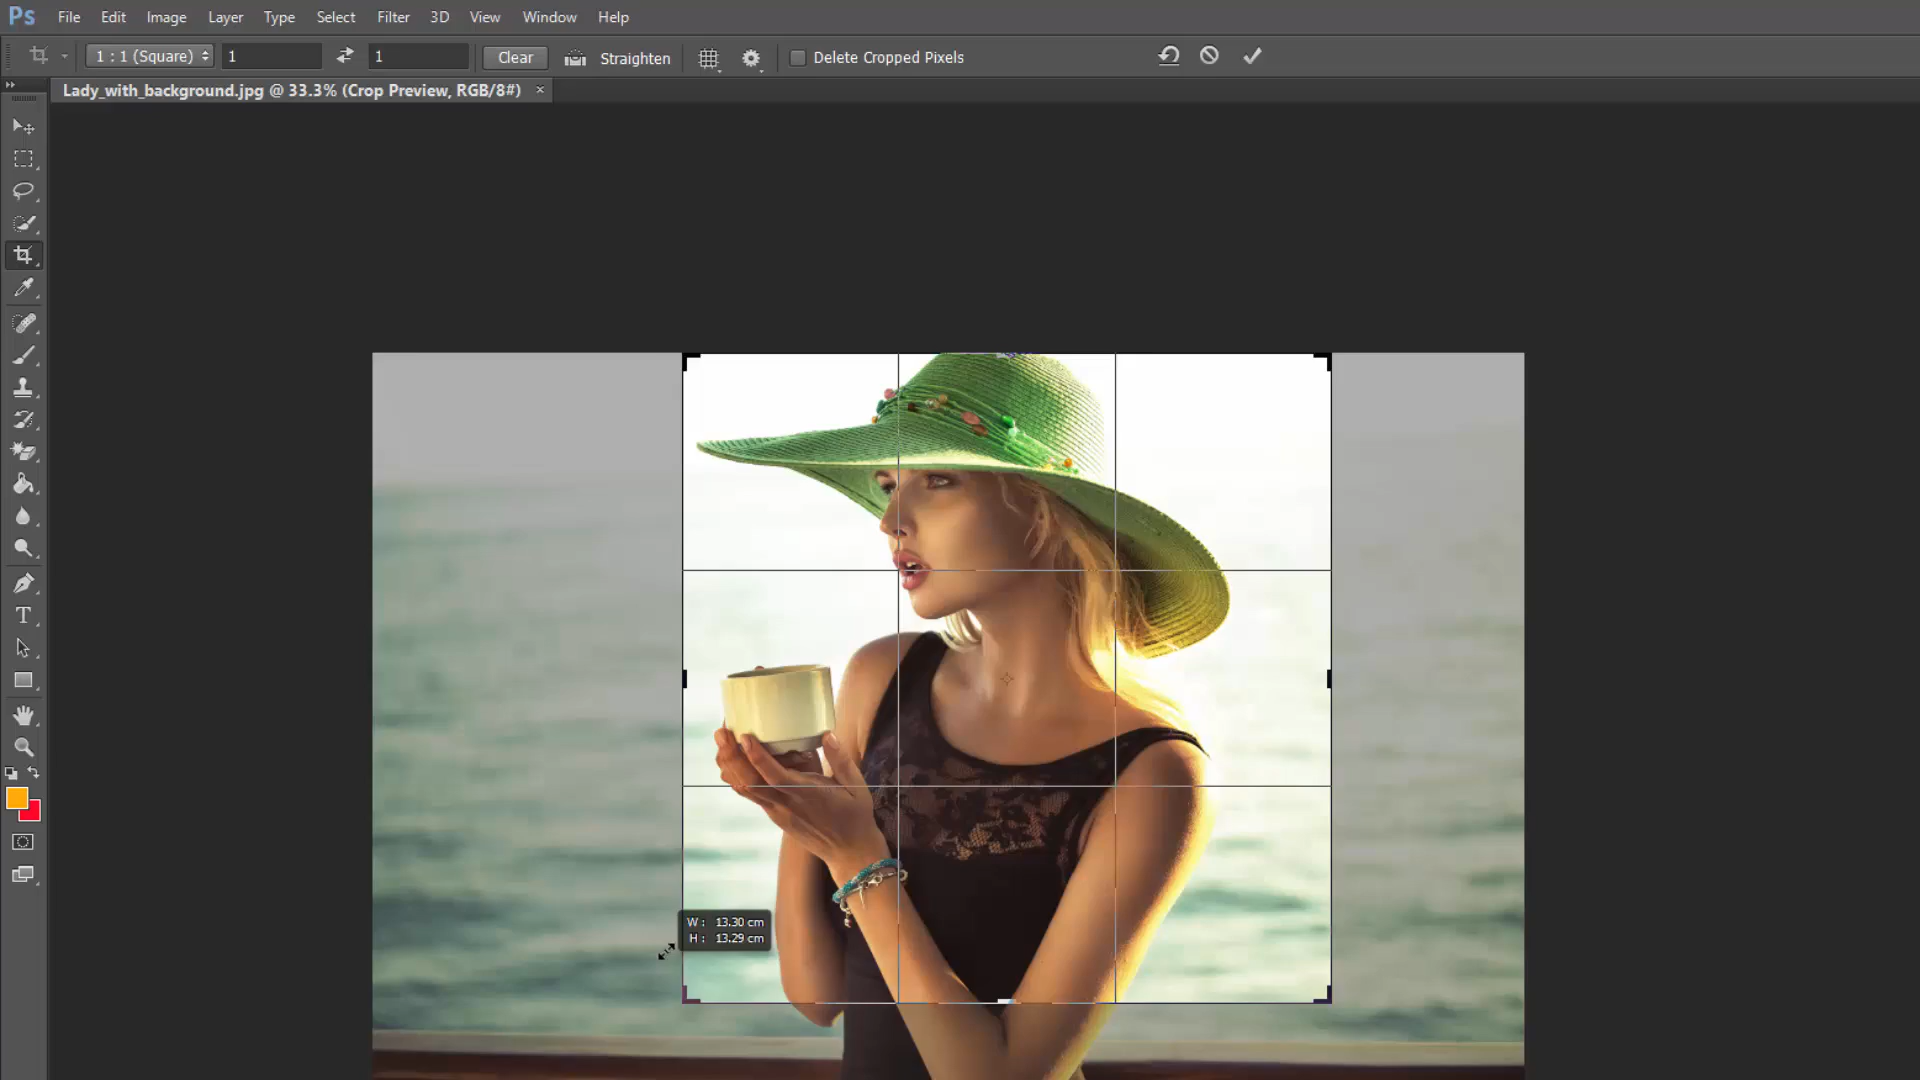 Ps File Edit Image Layer Type Select Filter 3D View Window Help
1 : 1 (Square) 1 1 Clear Straighten Delete Cropped Pixels
Lady_with_background.jpg @ 33.3% (Crop Preview, RGB/8#) ×
T
W : 13.30 cm
H : 13.29 cm